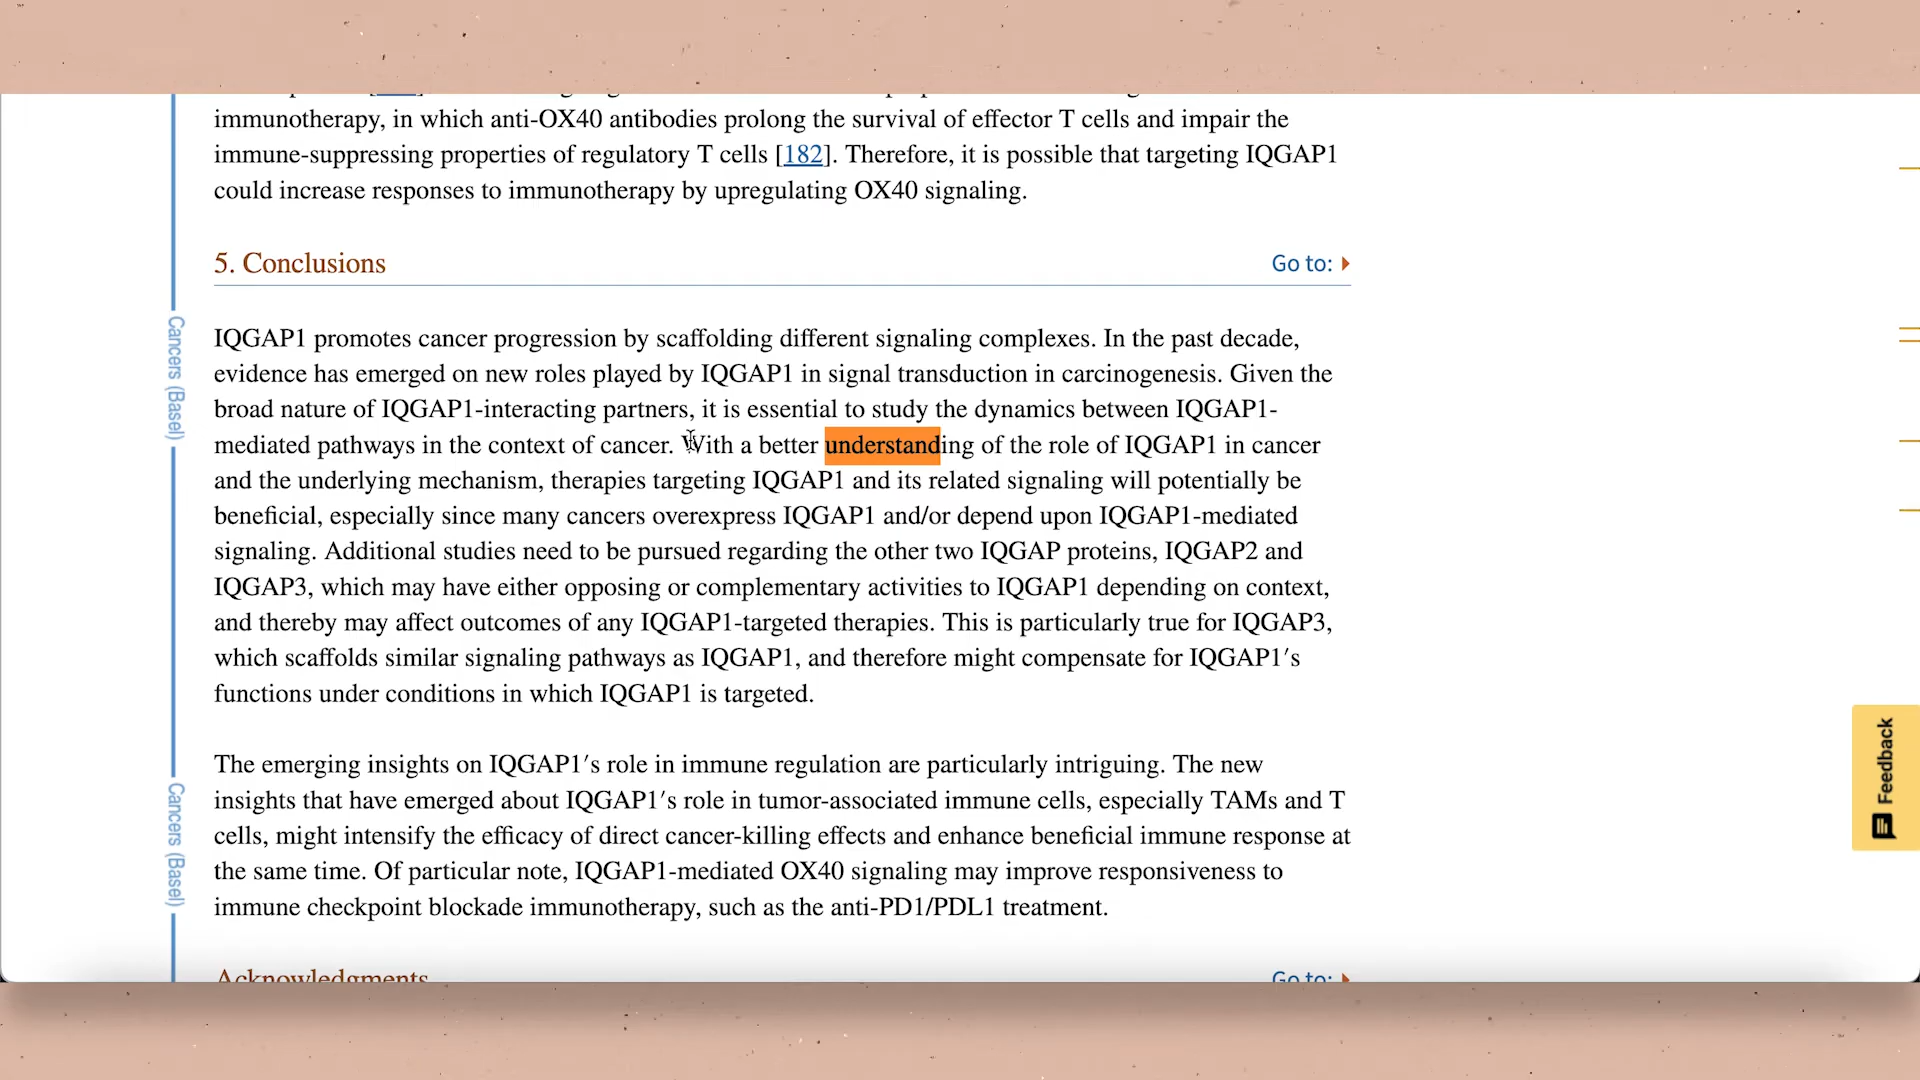 immunotherapy, in which anti-OX40 antibodies prolong the survival of effector T cells and impair the
immune-suppressing properties of regulatory T cells [182]. Therefore, it is possible that targeting IQGAP1
could increase responses to immunotherapy by upregulating OX40 signaling.
5. Conclusions
Go to:
IQGAP1 promotes cancer progression by scaffolding different signaling complexes. In the past decade,
evidence has emerged on new roles played by IQGAP1 in signal transduction in carcinogenesis. Given the
broad nature of IQGAP1-interacting partners, it is essential to study the dynamics between IQGAP1-
mediated pathways in the context of cancer. With a better understanding of the role of IQGAP1 in cancer
and the underlying mechanism, therapies targeting IQGAP1 and its related signaling will potentially be
beneficial, especially since many cancers overexpress IQGAP1 and/or depend upon IQGAP1-mediated
signaling. Additional studies need to be pursued regarding the other two IQGAP proteins, IQGAP2 and
IQGAP3, which may have either opposing or complementary activities to IQGAP1 depending on context,
and thereby may affect outcomes of any IQGAP1-targeted therapies. This is particularly true for IQGAP3,
which scaffolds similar signaling pathways as IQGAP1, and therefore might compensate for IQGAP1′s
functions under conditions in which IQGAP1 is targeted.
The emerging insights on IQGAP1′s role in immune regulation are particularly intriguing. The new
insights that have emerged about IQGAP1′s role in tumor-associated immune cells, especially TAMs and T
cells, might intensify the efficacy of direct cancer-killing effects and enhance beneficial immune response at
the same time. Of particular note, IQGAP1-mediated OX40 signaling may improve responsiveness to
immune checkpoint blockade immunotherapy, such as the anti-PD1/PDL1 treatment.
Acknowledgments
Go to:
Cancers (Basel)
Cancers (Basel)
Feedback